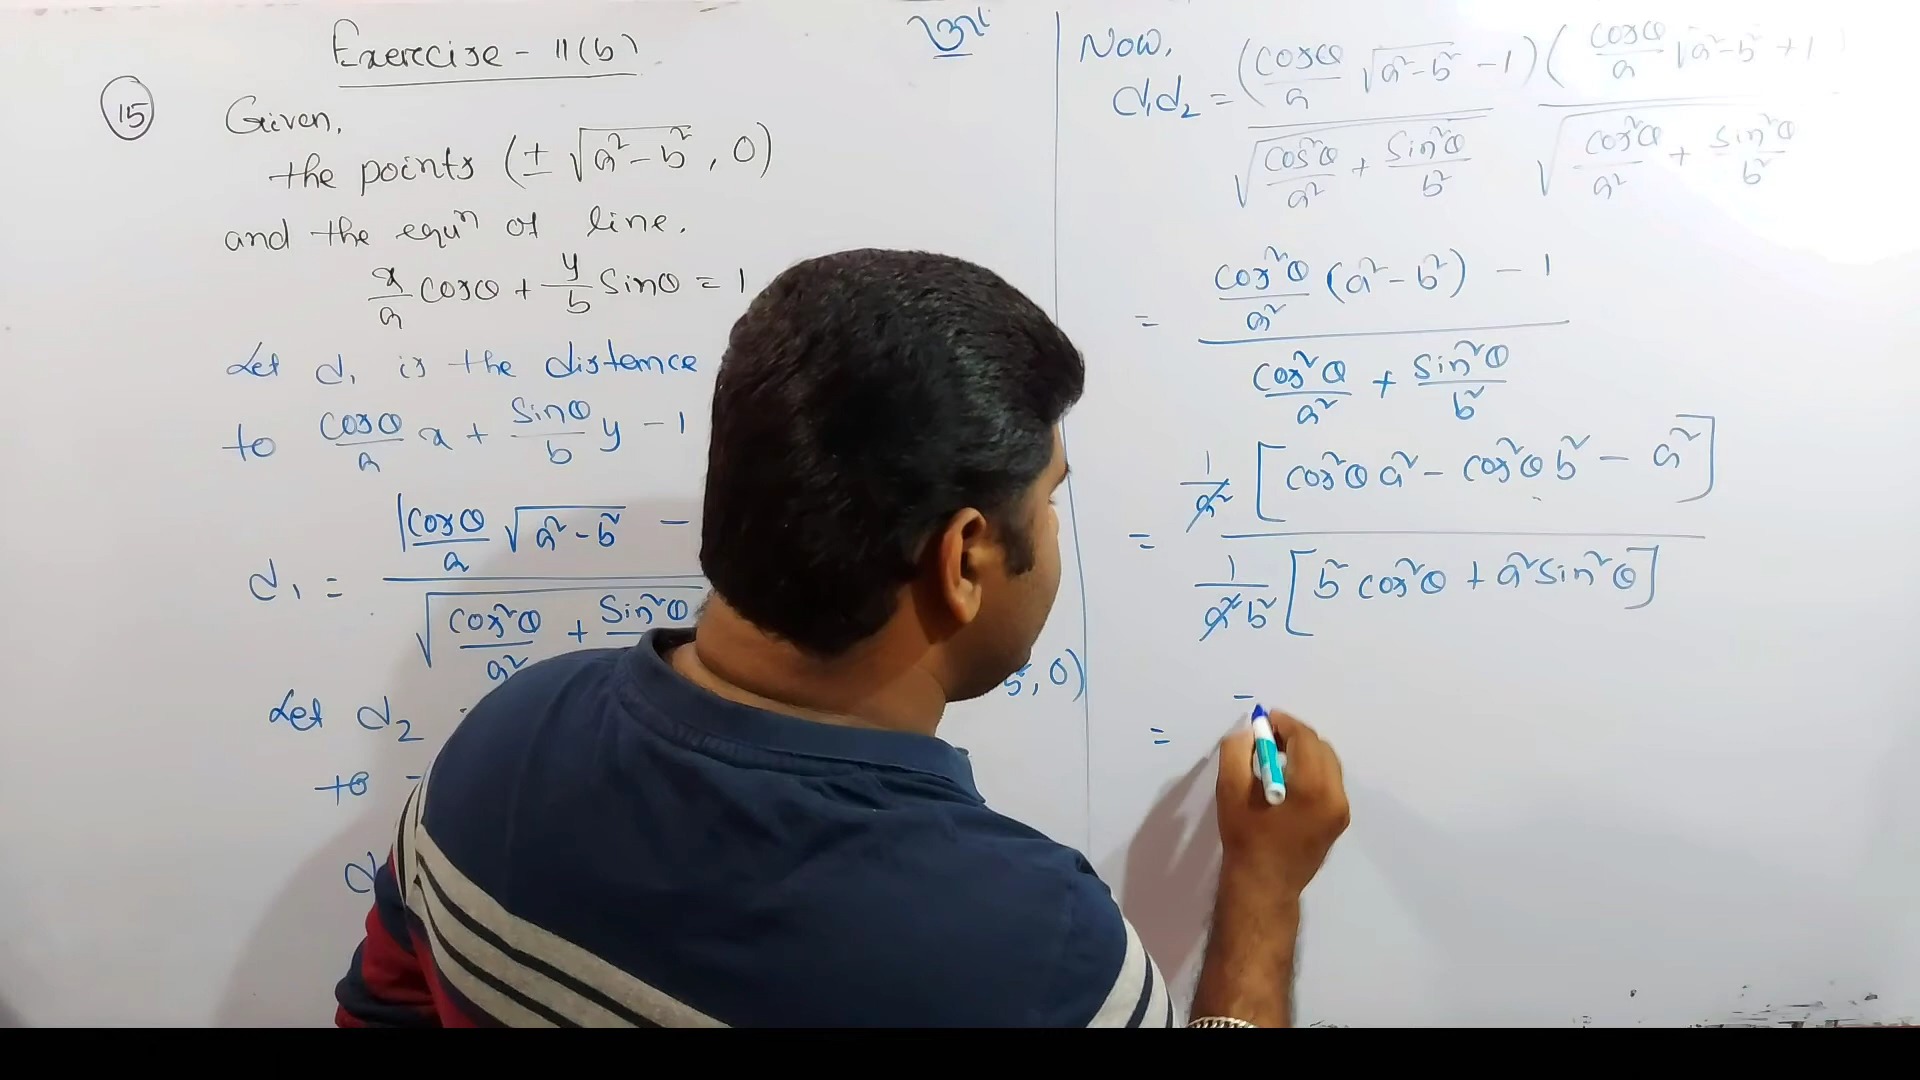 Exercise - 11(b)
15
Given,
the points (± √(a² - b²), 0)
and the equⁿ of line.
x/a cosθ + y/b sinθ = 1
Let d₁ is the distance
to cosθ/a x + sinθ/b y - 1
d₁ = |cosθ/a √(a² - b²) -
√(cos²θ/a² + sin²θ
Let d₂
, 0)
to
d
Now,
d₁d₂ = (cosθ/a √(a² - b²) - 1) (cosθ/a √(a² - b²) + 1)
√(cos²θ/a² + sin²θ/b²) √(cos²θ/a² + sin²θ/b²)
= cos²θ/a² (a² - b²) - 1
cos²θ/a² + sin²θ/b²
= 1/a² [cos²θ a² - cos²θ b² - a²]
1/a²b² [b² cos²θ + a² sin²θ]
= -